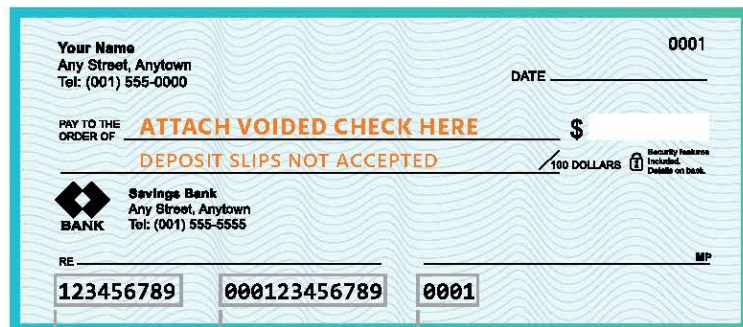 Your Name
0001
Any Street, Anytown
Tel: (001) 555-0000
DATE
PAY TO THE
ORDER OF
ATTACH VOIDED CHECK HERE
$
DEPOSIT SLIPS NOT ACCEPTED
/100 DOLLARS
Security features
included.
Details on back.
Savings Bank
Any Street, Anytown
Tel: (001) 555-5555
BANK
RE
MP
123456789 000123456789 0001